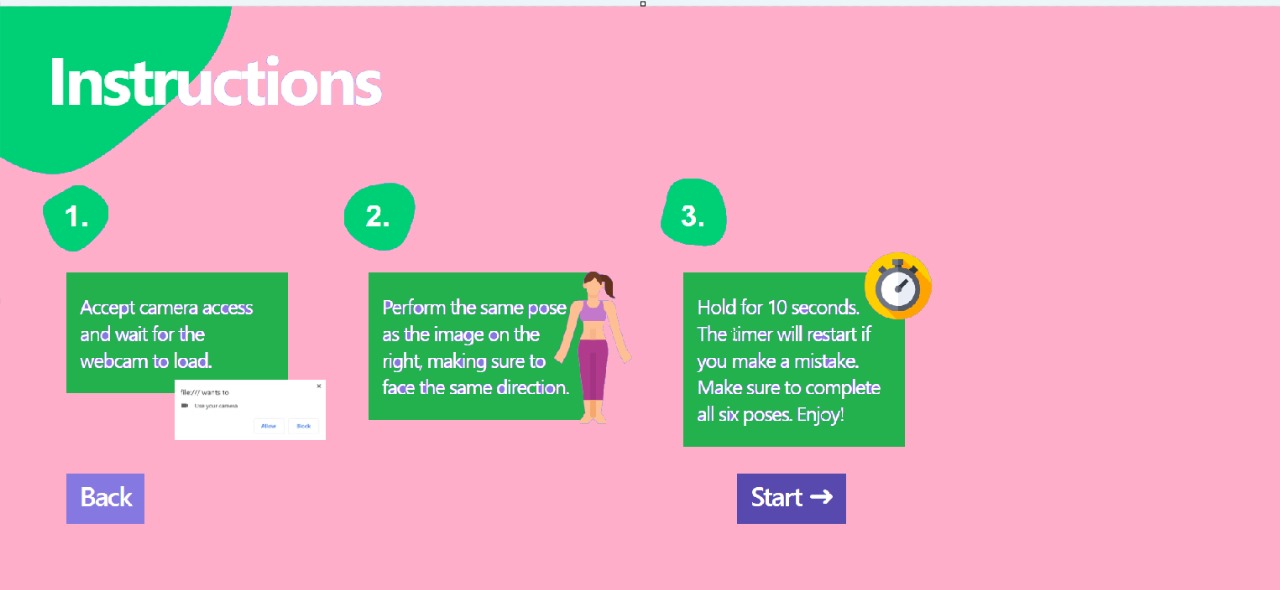 Instructions
1.
Accept camera access
and wait for the
webcam to load.
file:/// wants to
Use your camera
Allow
Block
2.
Perform the same pose
as the image on the
right, making sure to
face the same direction.
3.
Hold for 10 seconds.
The timer will restart if
you make a mistake.
Make sure to complete
all six poses. Enjoy!
Back
Start →